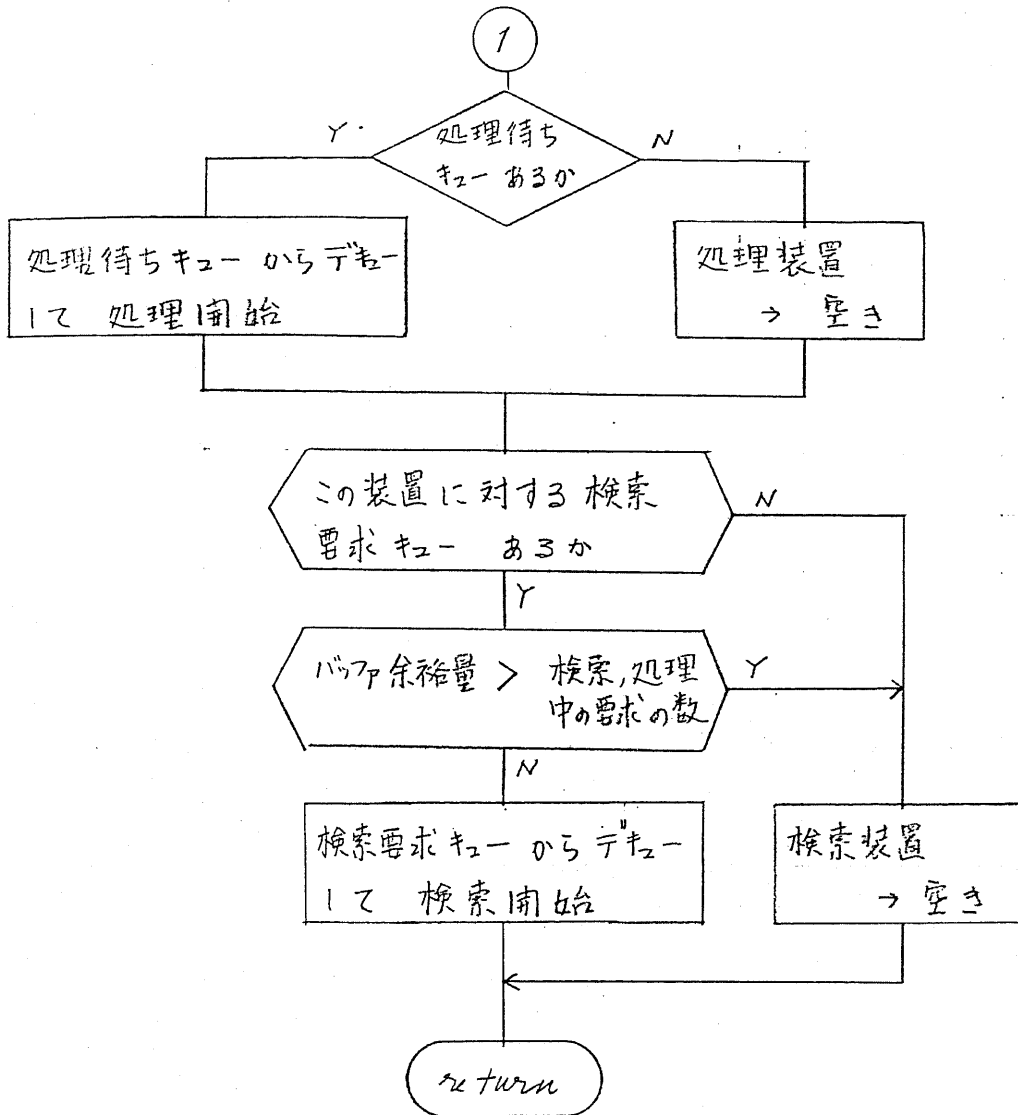 1
処理待ち
キューあるか
Y
N
処理待ちキューからデキュー
して 処理開始
処理装置
→ 空き
この装置に対する検索
要求キュー あるか
N
Y
バッファ余裕量 > 検索,処理
中の要求の数
Y
N
検索要求キューからデキュー
して 検索開始
検索装置
→ 空き
return